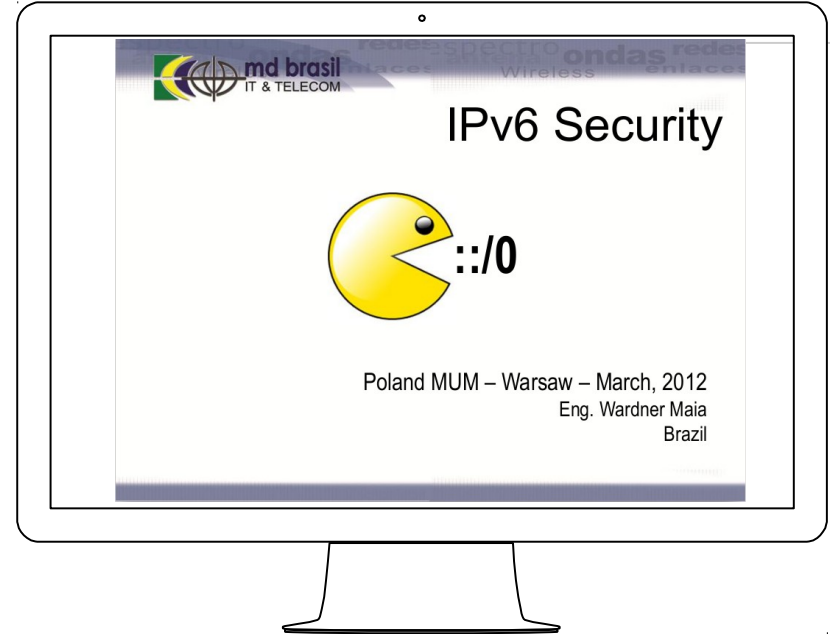 redes espectro ondas redes
enlaces Wireless enlaces
md brasil
IT & TELECOM
IPv6 Security
::/0
Poland MUM – Warsaw – March, 2012
Eng. Wardner Maia
Brazil